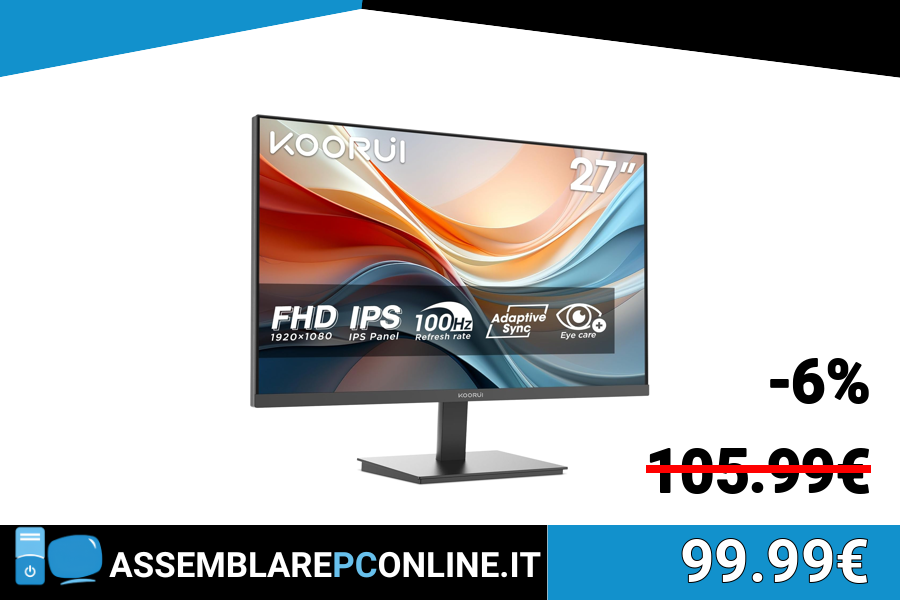 KOORUI
27"
FHD IPS 100Hz Adaptive Sync
1920×1080 IPS Panel Refresh rate Eye care
KOORUI
-6%
105.99€
ASSEMBLAREPCONLINE.IT
99.99€